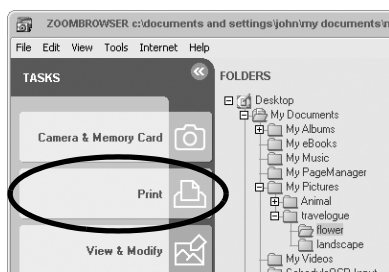 ZOOMBROWSER c:\documents and settings\john\my documents\
File Edit View Tools Internet Help
TASKS
FOLDERS
Desktop
My Documents
My Albums
My eBooks
My Music
My PageManager
My Pictures
Animal
travelogue
flower
landscape
My Videos
Camera & Memory Card
Print
View & Modify